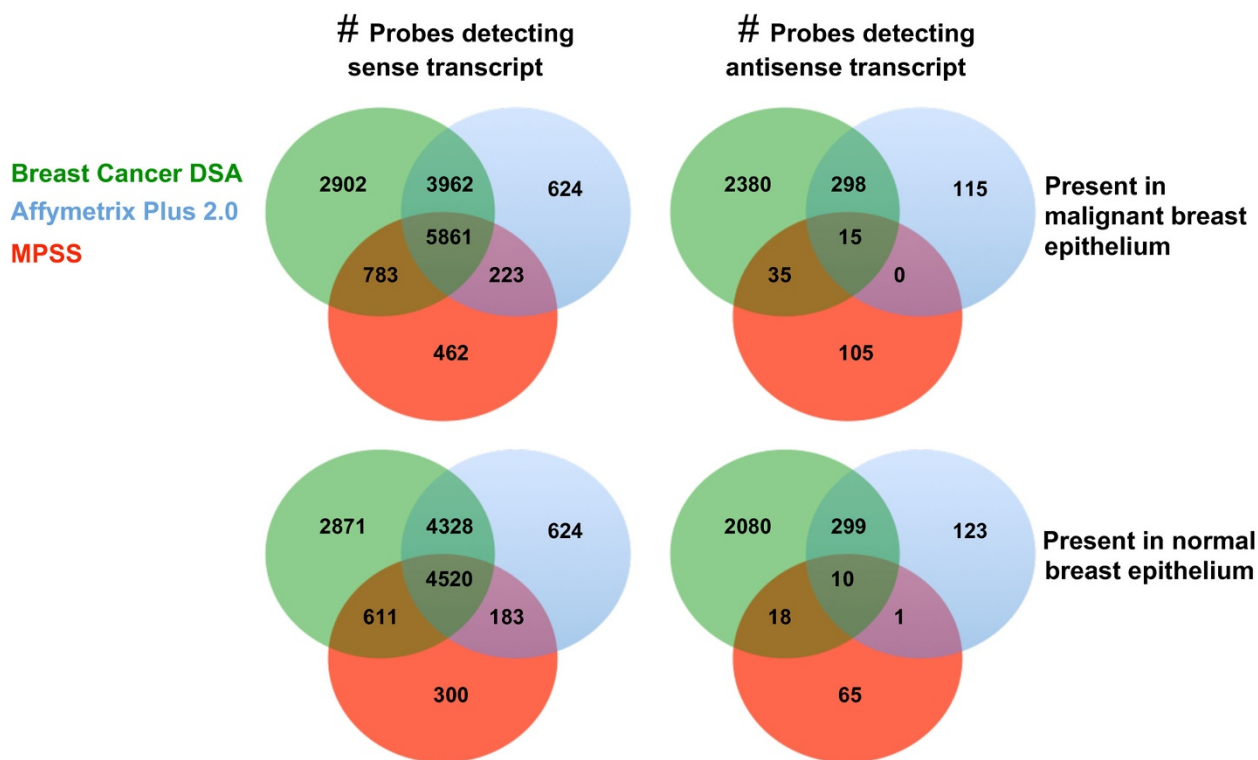 # Probes detecting
sense transcript
# Probes detecting
antisense transcript
Breast Cancer DSA
Affymetrix Plus 2.0
MPSS
2902
3962
624
5861
783
223
462
2380
298
115
15
35
0
105
Present in
malignant breast
epithelium
2871
4328
624
4520
611
183
300
2080
299
123
10
18
1
65
Present in normal
breast epithelium